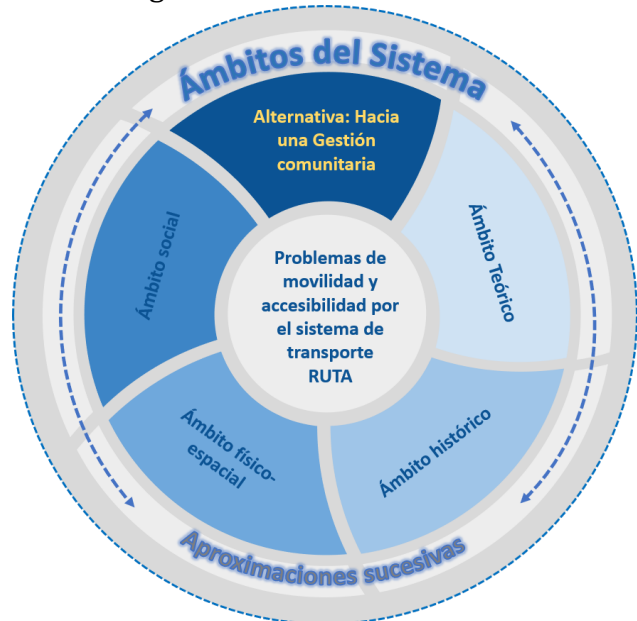 Ámbitos del Sistema
Alternativa: Hacia
una Gestión
comunitaria
Ámbito Teórico
Ámbito histórico
Ámbito físico-
espacial
Ámbito social
Problemas de
movilidad y
accesibilidad por
el sistema de
transporte
RUTA
Aproximaciones sucesivas